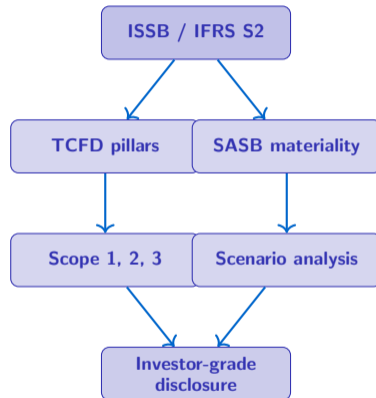 ISSB / IFRS S2
TCFD pillars
SASB materiality
Scope 1, 2, 3
Scenario analysis
Investor-grade
disclosure